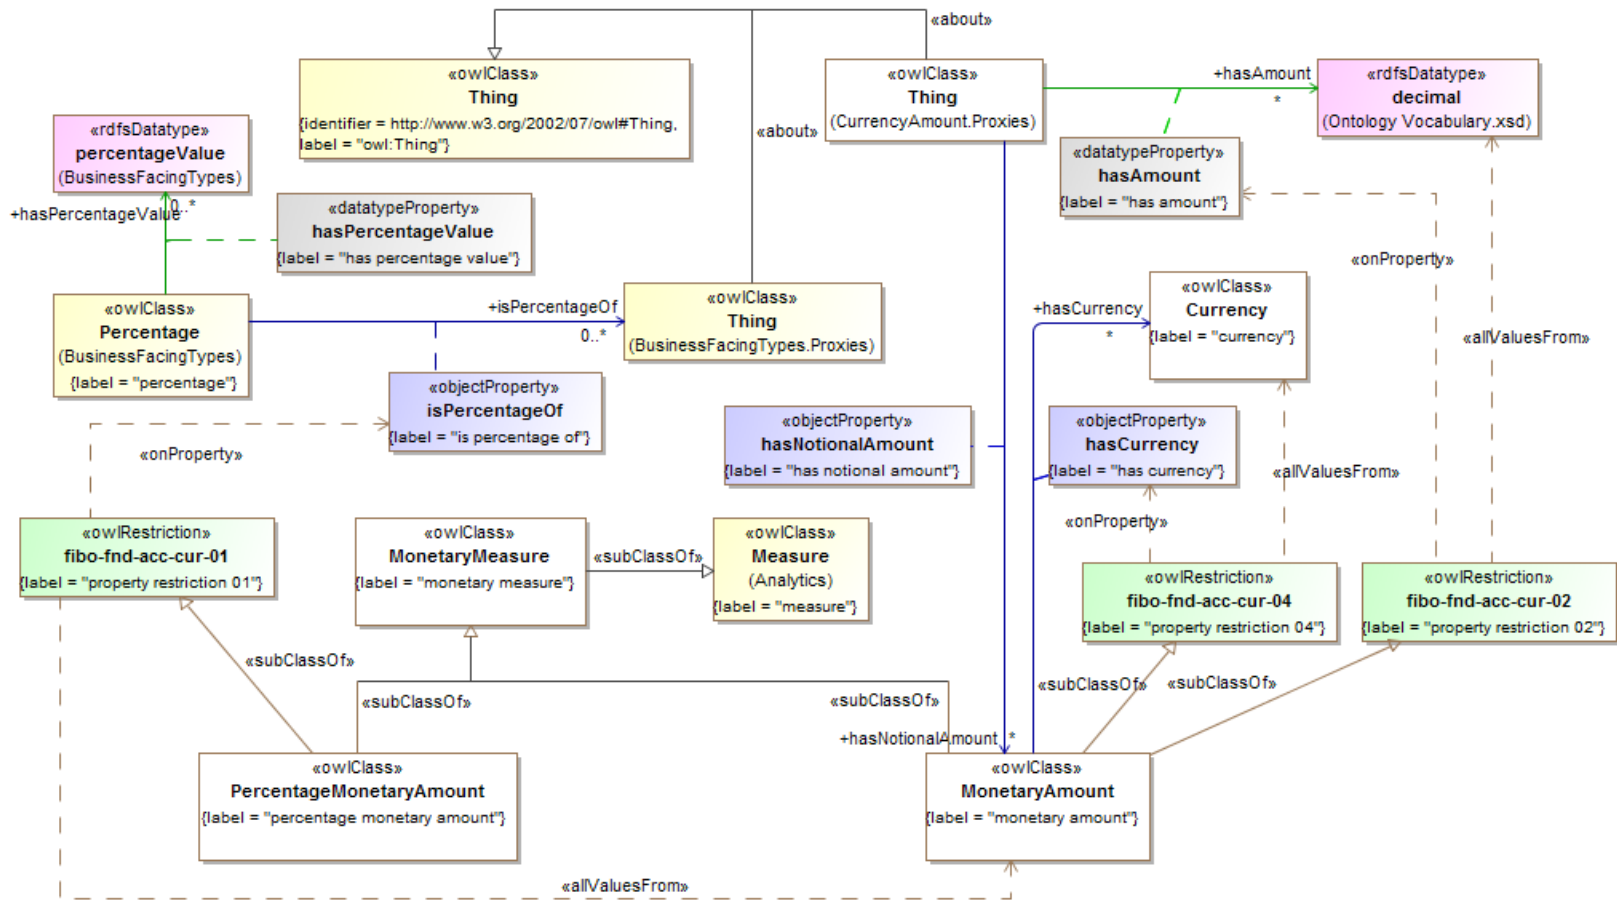 «about»
«owlClass»
Thing
{identifier = http://www.w3.org/2002/07/owl#Thing,
label = "owl:Thing"}
«owlClass»
Thing
(CurrencyAmount.Proxies)
+hasAmount
*
«rdfsDatatype»
decimal
(Ontology Vocabulary.xsd)
«about»
«rdfsDatatype»
percentageValue
(BusinessFacingTypes)
+hasPercentageValue
0..*
«datatypeProperty»
hasPercentageValue
{label = "has percentage value"}
«datatypeProperty»
hasAmount
{label = "has amount"}
«onProperty»
«owlClass»
Percentage
(BusinessFacingTypes)
{label = "percentage"}
+isPercentageOf
0..*
«owlClass»
Thing
(BusinessFacingTypes.Proxies)
+hasCurrency
*
«owlClass»
Currency
{label = "currency"}
«allValuesFrom»
«objectProperty»
isPercentageOf
{label = "is percentage of"}
«objectProperty»
hasNotionalAmount
{label = "has notional amount"}
«objectProperty»
hasCurrency
{label = "has currency"}
«onProperty»
«allValuesFrom»
«onProperty»
«owlRestriction»
fibo-fnd-acc-cur-01
{label = "property restriction 01"}
«owlClass»
MonetaryMeasure
{label = "monetary measure"}
«subClassOf»
«owlClass»
Measure
(Analytics)
{label = "measure"}
«owlRestriction»
fibo-fnd-acc-cur-04
{label = "property restriction 04"}
«owlRestriction»
fibo-fnd-acc-cur-02
{label = "property restriction 02"}
«subClassOf»
«subClassOf»
«subClassOf»
«subClassOf»
«subClassOf»
+hasNotionalAmount
*
«owlClass»
PercentageMonetaryAmount
{label = "percentage monetary amount"}
«owlClass»
MonetaryAmount
{label = "monetary amount"}
«allValuesFrom»